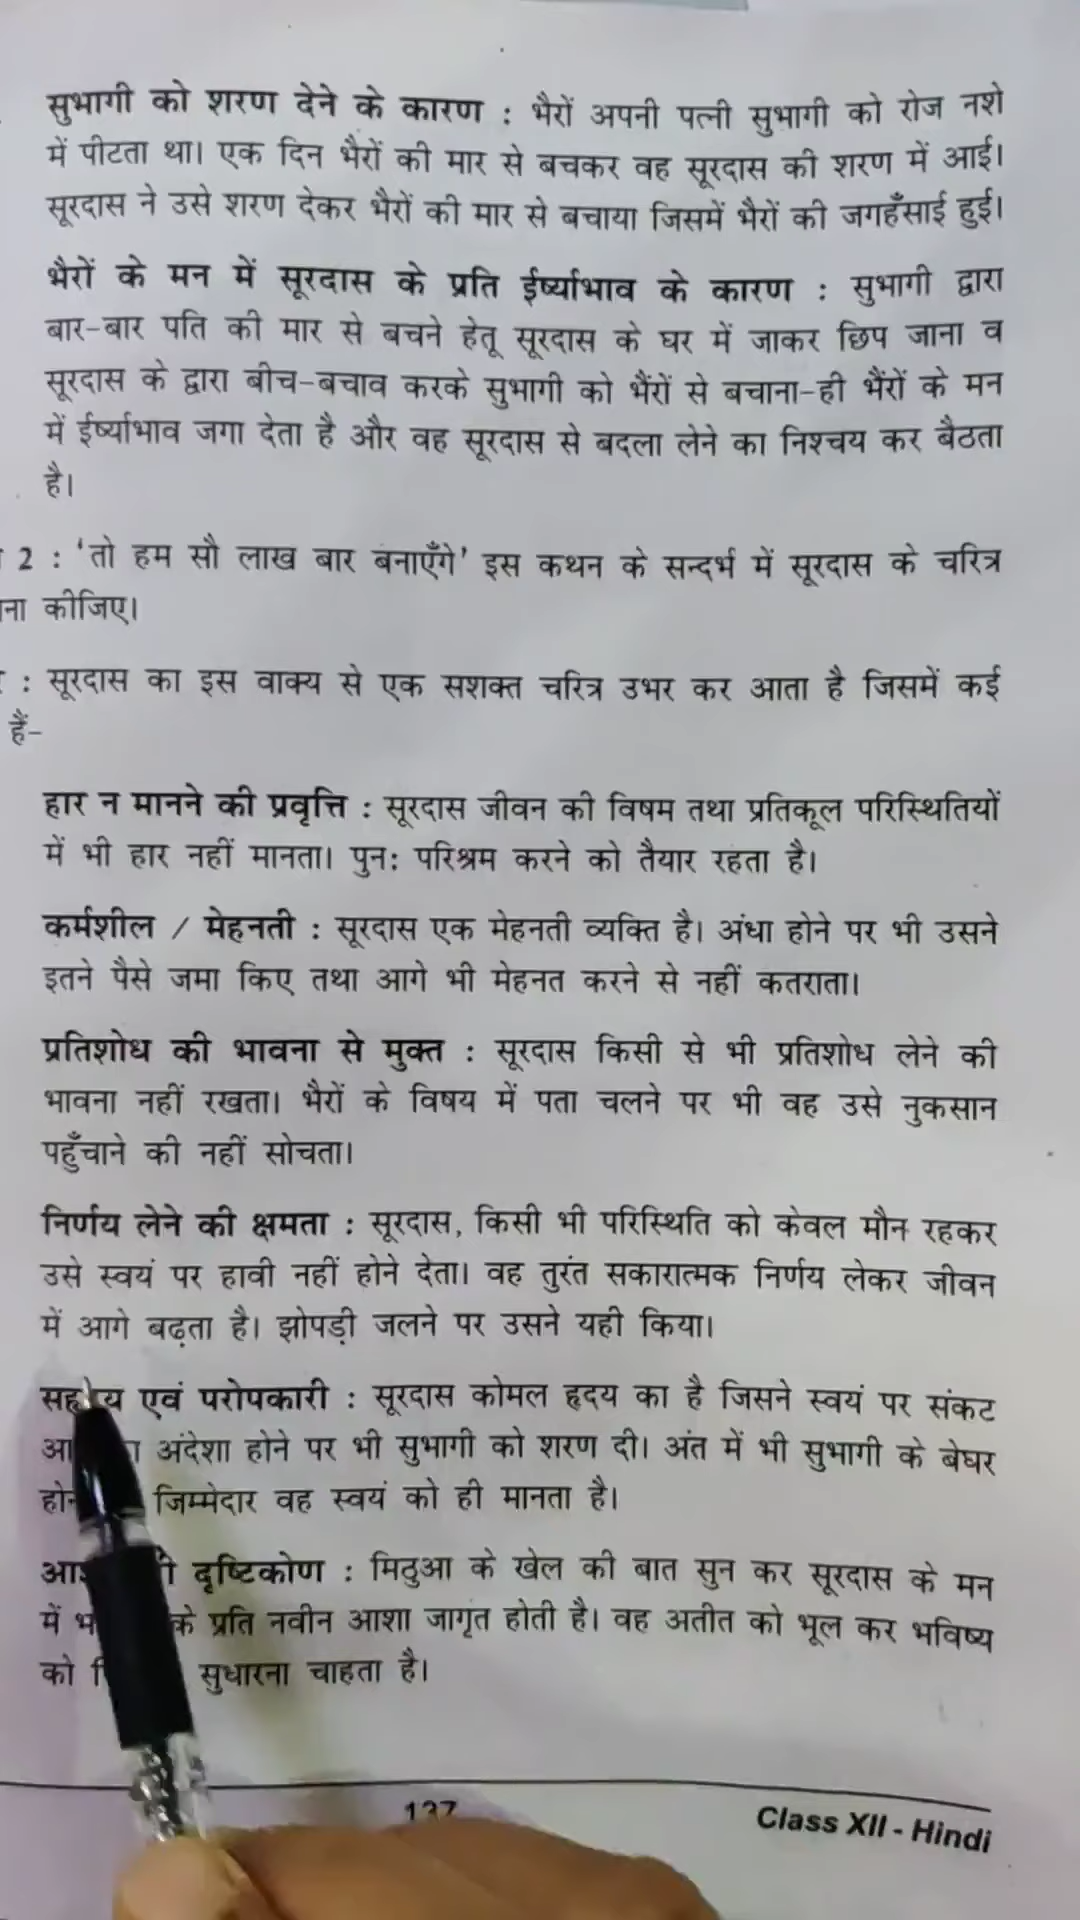 सुभागी को शरण देने के कारण : भैरों अपनी पत्नी सुभागी को रोज नशे
में पीटता था। एक दिन भैरों की मार से बचकर वह सूरदास की शरण में आई।
सूरदास ने उसे शरण देकर भैरों की मार से बचाया जिसमें भैरों की जगहँसाई हुई।
भैरों के मन में सूरदास के प्रति ईर्ष्याभाव के कारण : सुभागी द्वारा
बार-बार पति की मार से बचने हेतू सूरदास के घर में जाकर छिप जाना व
सूरदास के द्वारा बीच-बचाव करके सुभागी को भैंरों से बचाना-ही भैंरों के मन
में ईर्ष्याभाव जगा देता है और वह सूरदास से बदला लेने का निश्चय कर बैठता
है।
2 : 'तो हम सौ लाख बार बनाएँगे' इस कथन के सन्दर्भ में सूरदास के चरित्र
कीजिए।
: सूरदास का इस वाक्य से एक सशक्त चरित्र उभर कर आता है जिसमें कई
हैं-
हार न मानने की प्रवृत्ति : सूरदास जीवन की विषम तथा प्रतिकूल परिस्थितियों
में भी हार नहीं मानता। पुनः परिश्रम करने को तैयार रहता है।
कर्मशील / मेहनती : सूरदास एक मेहनती व्यक्ति है। अंधा होने पर भी उसने
इतने पैसे जमा किए तथा आगे भी मेहनत करने से नहीं कतराता।
प्रतिशोध की भावना से मुक्त : सूरदास किसी से भी प्रतिशोध लेने की
भावना नहीं रखता। भैरों के विषय में पता चलने पर भी वह उसे नुकसान
पहुँचाने की नहीं सोचता।
निर्णय लेने की क्षमता : सूरदास, किसी भी परिस्थिति को केवल मौन रहकर
उसे स्वयं पर हावी नहीं होने देता। वह तुरंत सकारात्मक निर्णय लेकर जीवन
में आगे बढ़ता है। झोपड़ी जलने पर उसने यही किया।
एवं परोपकारी : सूरदास कोमल हृदय का है जिसने स्वयं पर संकट
अंदेशा होने पर भी सुभागी को शरण दी। अंत में भी सुभागी के बेघर
जिम्मेदार वह स्वयं को ही मानता है।
दृष्टिकोण : मिठुआ के खेल की बात सुन कर सूरदास के मन
में के प्रति नवीन आशा जागृत होती है। वह अतीत को भूल कर भविष्य
को सुधारना चाहता है।
137
Class XII - Hindi